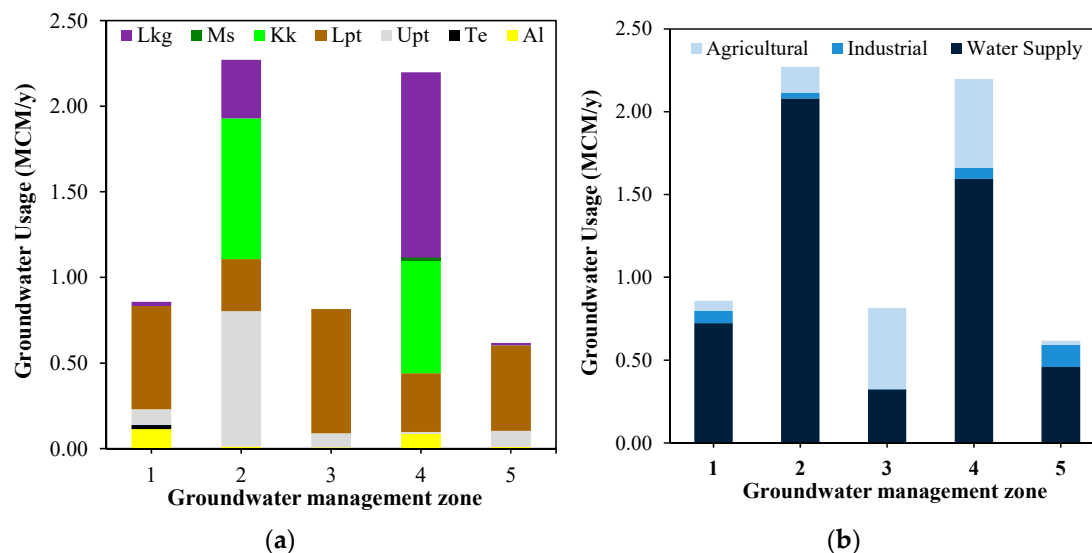 Lkg Ms Kk Lpt Upt Te Al
2.50
2.00
1.50
1.00
0.50
0.00
Groundwater Usage (MCM/y)
1 2 3 4 5
Groundwater management zone
(a)
Agricultural Industrial Water Supply
2.50
2.00
1.50
1.00
0.50
0.00
Groundwater Usage (MCM/y)
1 2 3 4 5
Groundwater management zone
(b)